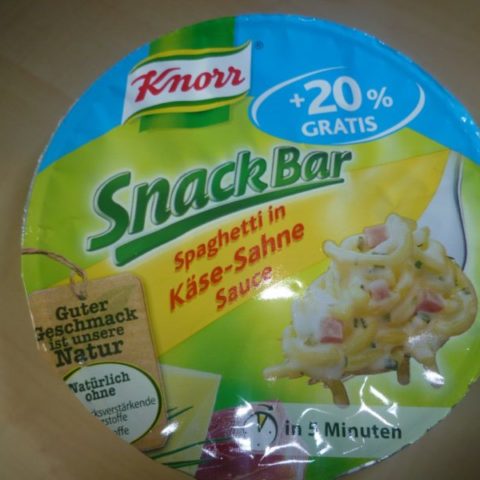 Knorr
®
+20%
GRATIS
SnackBar
Spaghetti in
Käse-Sahne
Sauce
Guter
Geschmack
ist unsere
Natur
Natürlich
ohne
in 5 Minuten